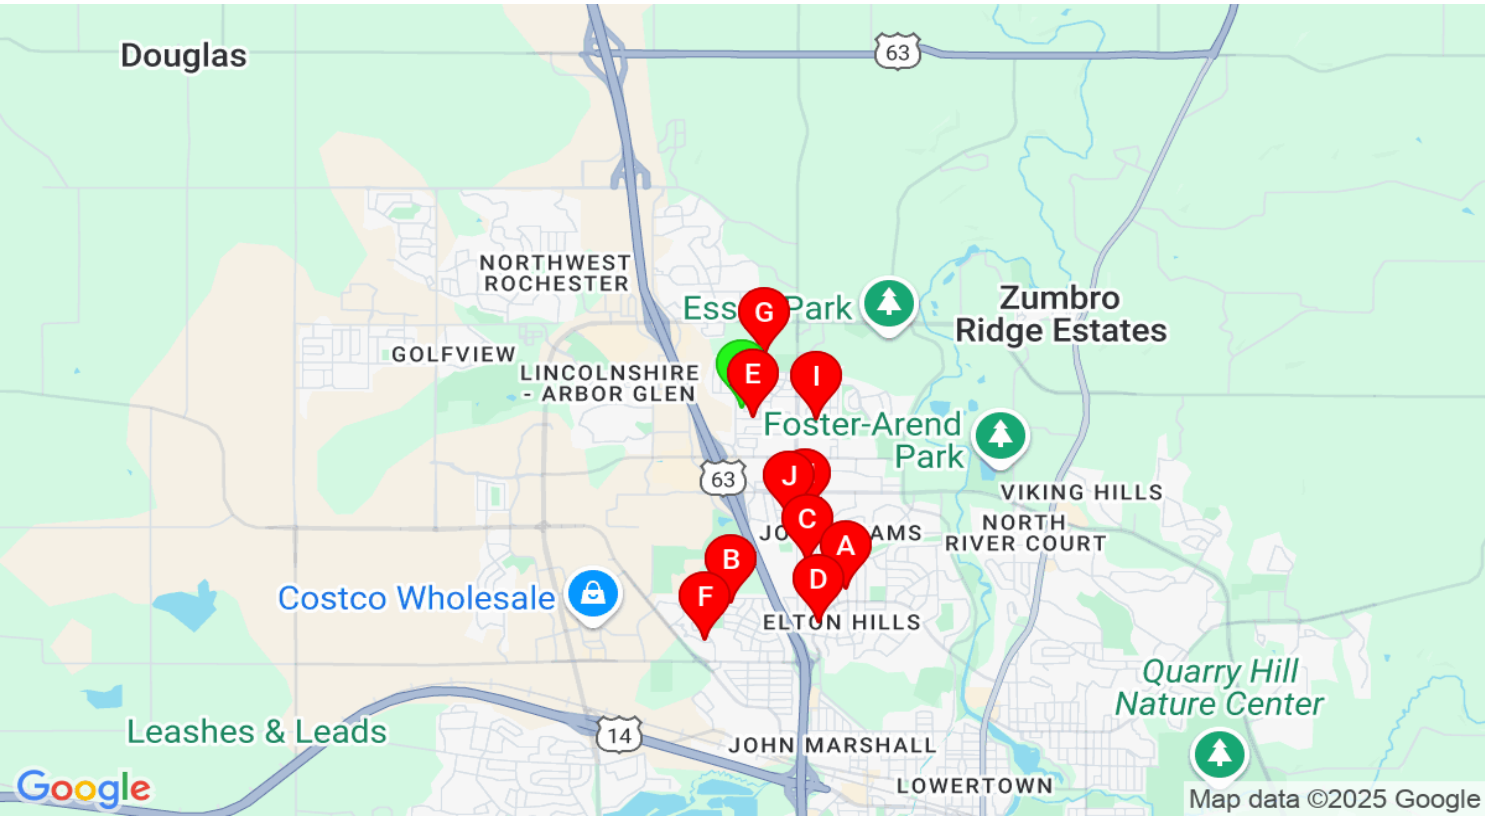 Douglas
63
NORTHWEST
ROCHESTER
Zumbro
Ridge Estates
Park
G
GOLFVIEW
LINCOLNSHIRE
- ARBOR GLEN
E
I
Foster-Arend
Park
63
J
VIKING HILLS
C
NORTH
RIVER COURT
A
B
D
F
Costco Wholesale
ELTON HILLS
Quarry Hill
Nature Center
Leashes & Leads
14
JOHN MARSHALL
LOWERTOWN
Google
Map data ©2025 Google